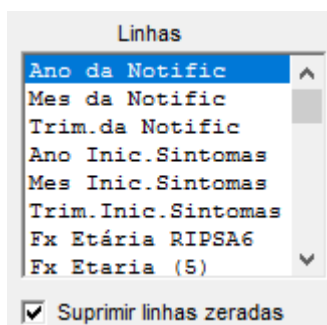 Linhas
Ano da Notific
Mes da Notific
Trim.da Notific
Ano Inic.Sintomas
Mes Inic.Sintomas
Trim.Inic.Sintomas
Fx Etária RIPSA6
Fx Etaria (5)
Suprimir linhas zeradas